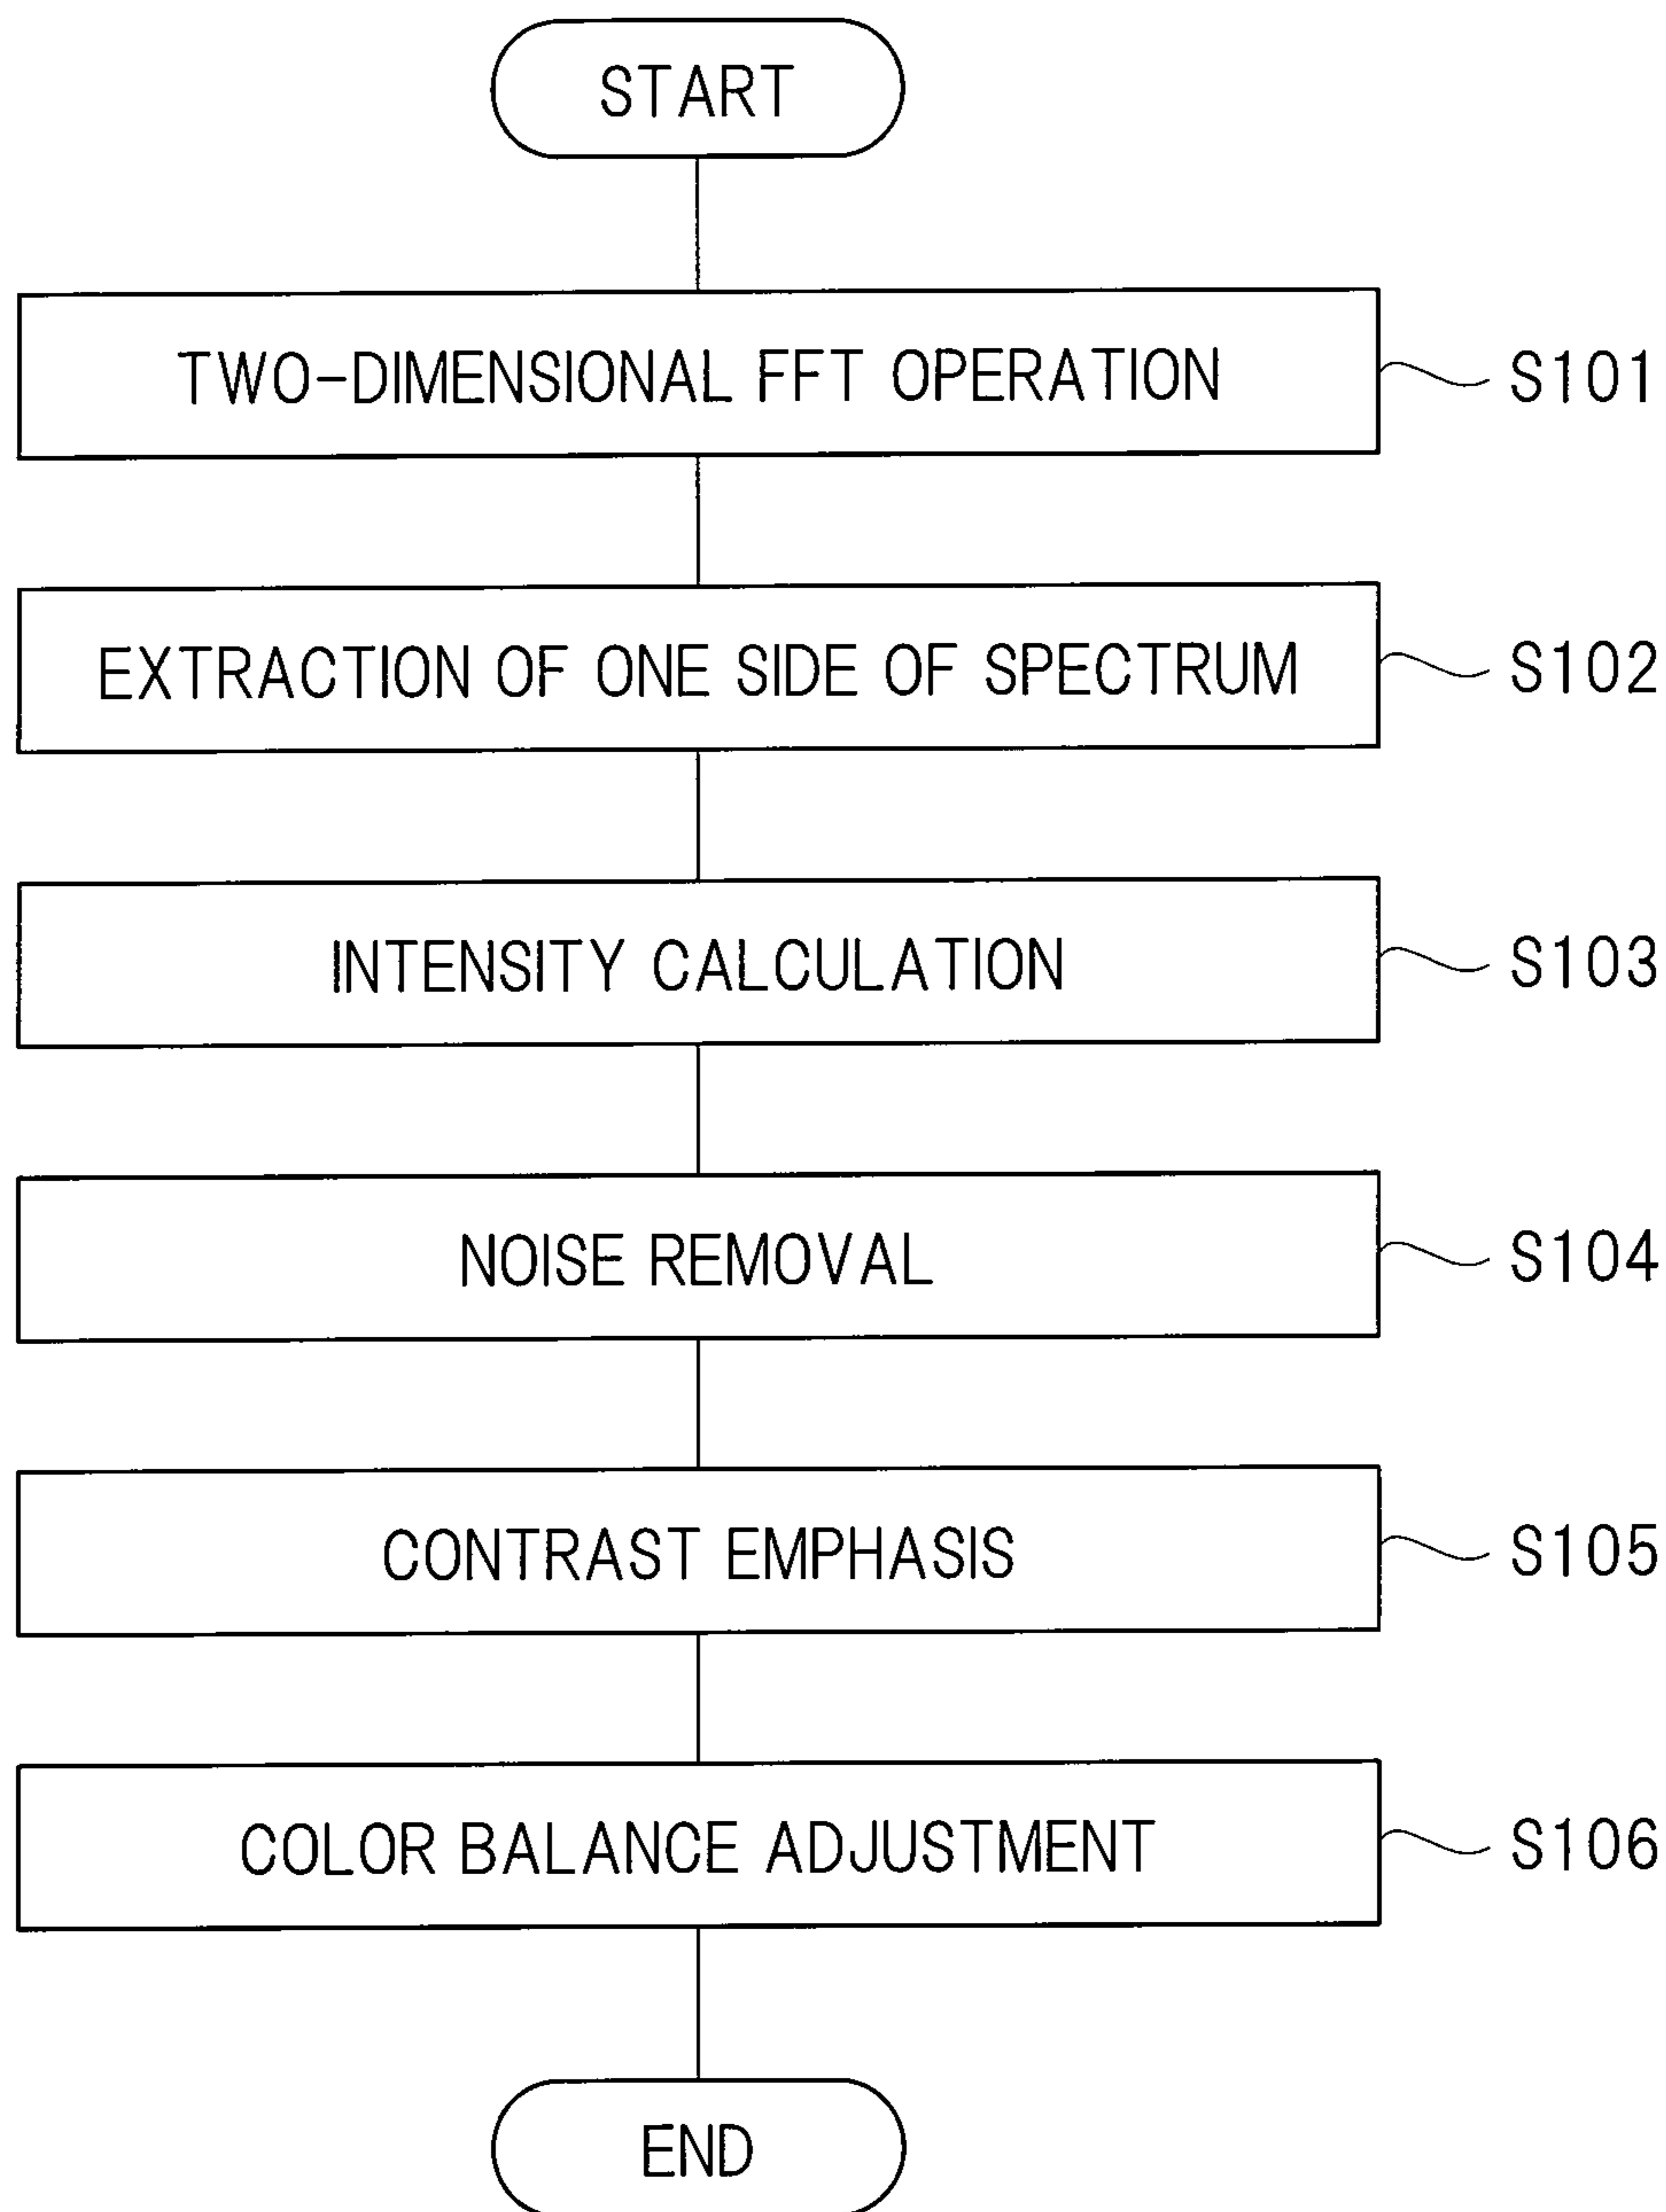 START
TWO-DIMENSIONAL FFT OPERATION S101
EXTRACTION OF ONE SIDE OF SPECTRUM S102
INTENSITY CALCULATION S103
NOISE REMOVAL S104
CONTRAST EMPHASIS S105
COLOR BALANCE ADJUSTMENT S106
END